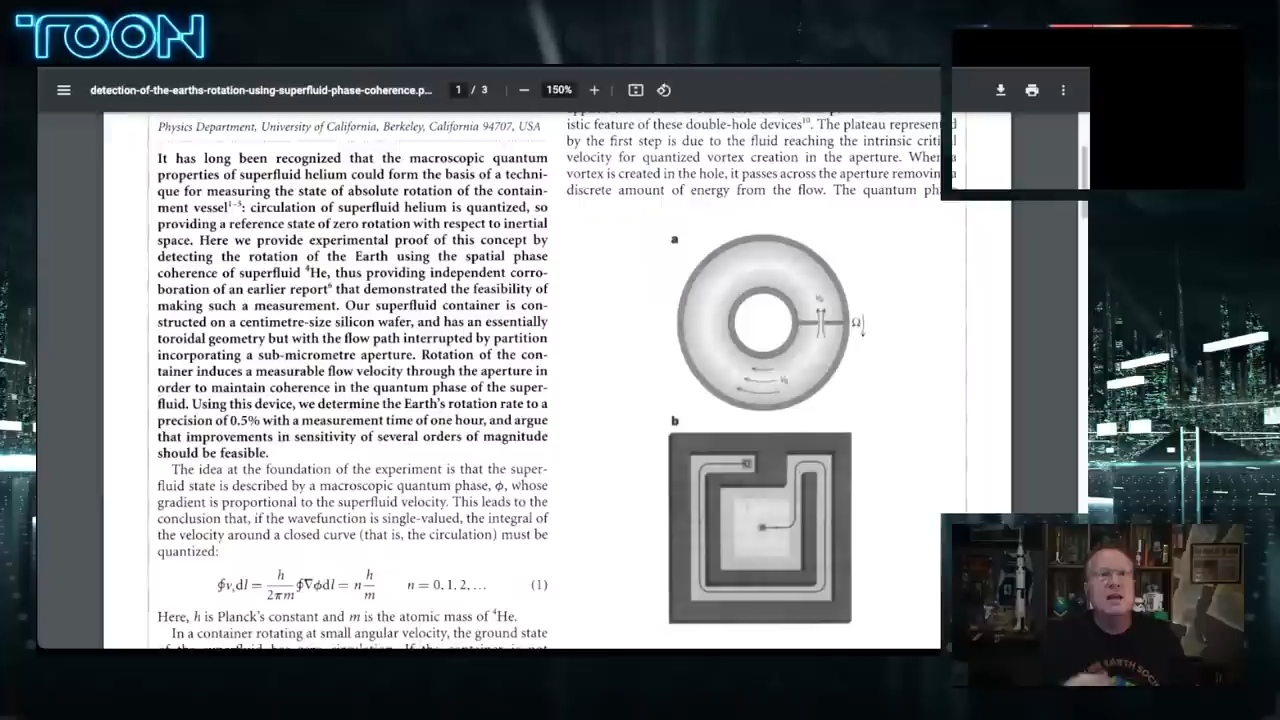 TOON
detection-of-the-earths-rotation-using-superfluid-phase-coherence.p...
1 / 3
150%
Physics Department, University of California, Berkeley, California 94707, USA
It has long been recognized that the macroscopic quantum
properties of superfluid helium could form the basis of a techni-
que for measuring the state of absolute rotation of the contain-
ment vessel¹⁻⁵: circulation of superfluid helium is quantized, so
providing a reference state of zero rotation with respect to inertial
space. Here we provide experimental proof of this concept by
detecting the rotation of the Earth using the spatial phase
coherence of superfluid ⁴He, thus providing independent corro-
boration of an earlier report⁶ that demonstrated the feasibility of
making such a measurement. Our superfluid container is con-
structed on a centimetre-size silicon wafer, and has an essentially
toroidal geometry but with the flow path interrupted by partition
incorporating a sub-micrometre aperture. Rotation of the con-
tainer induces a measurable flow velocity through the aperture in
order to maintain coherence in the quantum phase of the super-
fluid. Using this device, we determine the Earth's rotation rate to a
precision of 0.5% with a measurement time of one hour, and argue
that improvements in sensitivity of several orders of magnitude
should be feasible.
The idea at the foundation of the experiment is that the super-
fluid state is described by a macroscopic quantum phase, ϕ, whose
gradient is proportional to the superfluid velocity. This leads to the
conclusion that, if the wavefunction is single-valued, the integral of
the velocity around a closed curve (that is, the circulation) must be
quantized:
∮vₛdl = h/2πm ∮∇ϕdl = n h/m n = 0, 1, 2, … (1)
Here, h is Planck's constant and m is the atomic mass of ⁴He.
In a container rotating at small angular velocity, the ground state
istic feature of these double-hole devices¹⁰. The plateau represent
by the first step is due to the fluid reaching the intrinsic criti
velocity for quantized vortex creation in the aperture. When a
vortex is created in the hole, it passes across the aperture removin
discrete amount of energy from the flow. The quantum ph
a
Ω
b
EARTH SOCI